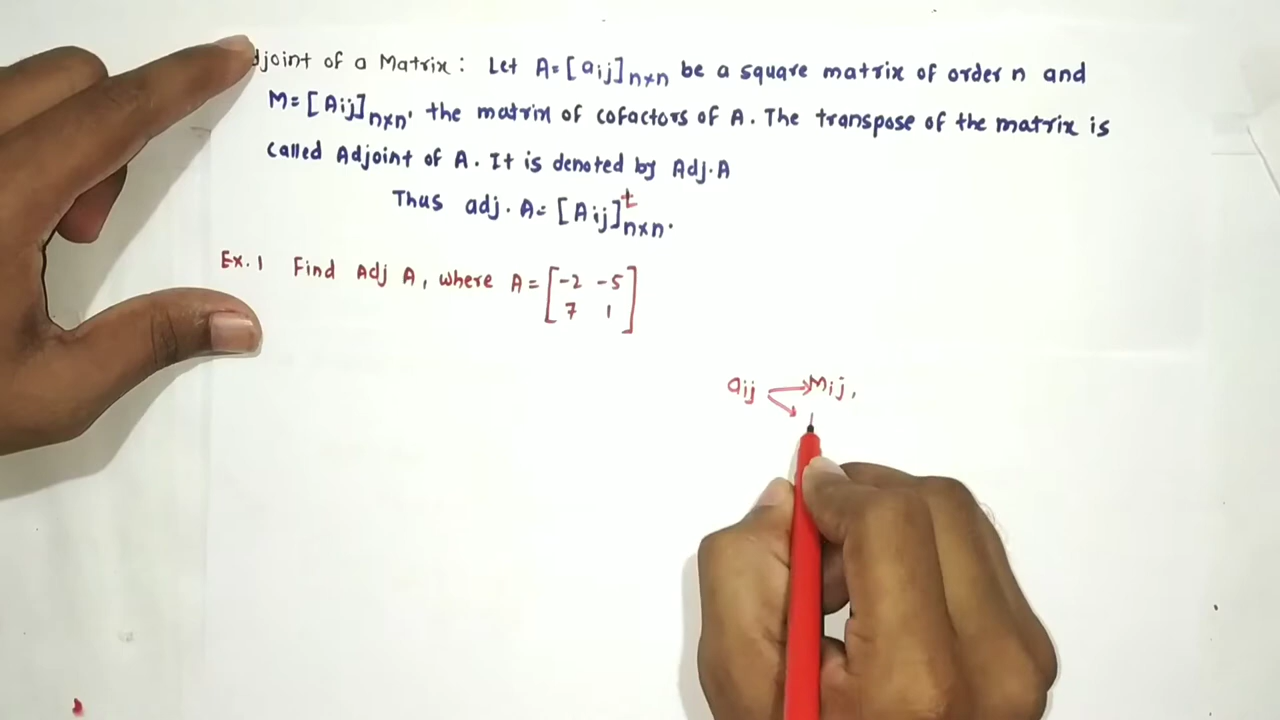 djoint of a Matrix : Let A = [aij]n×n be a square matrix of order n and
M = [Aij]n×n. the matrix of cofactors of A. The transpose of the matrix is
called Adjoint of A. It is denoted by Adj.A
Thus adj. A = [Aij]ᵗn×n.
Ex. 1 Find Adj A, where A = [-2 -5
7 1]
aij → Mij,